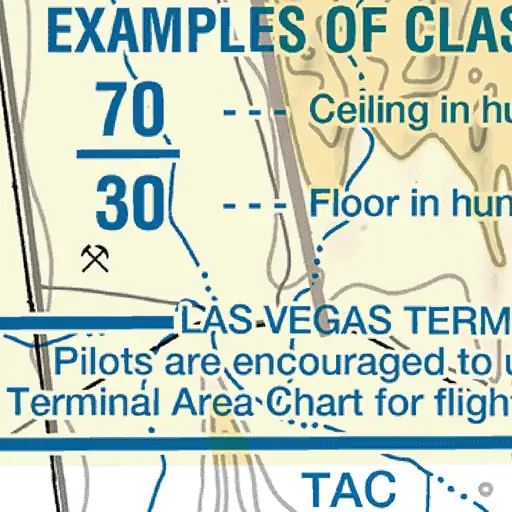 EXAMPLES OF CLAS
70 --- Ceiling in hu
30 --- Floor in hun
LAS VEGAS TERM
Pilots are encouraged to u
Terminal Area Chart for fligh
TAC